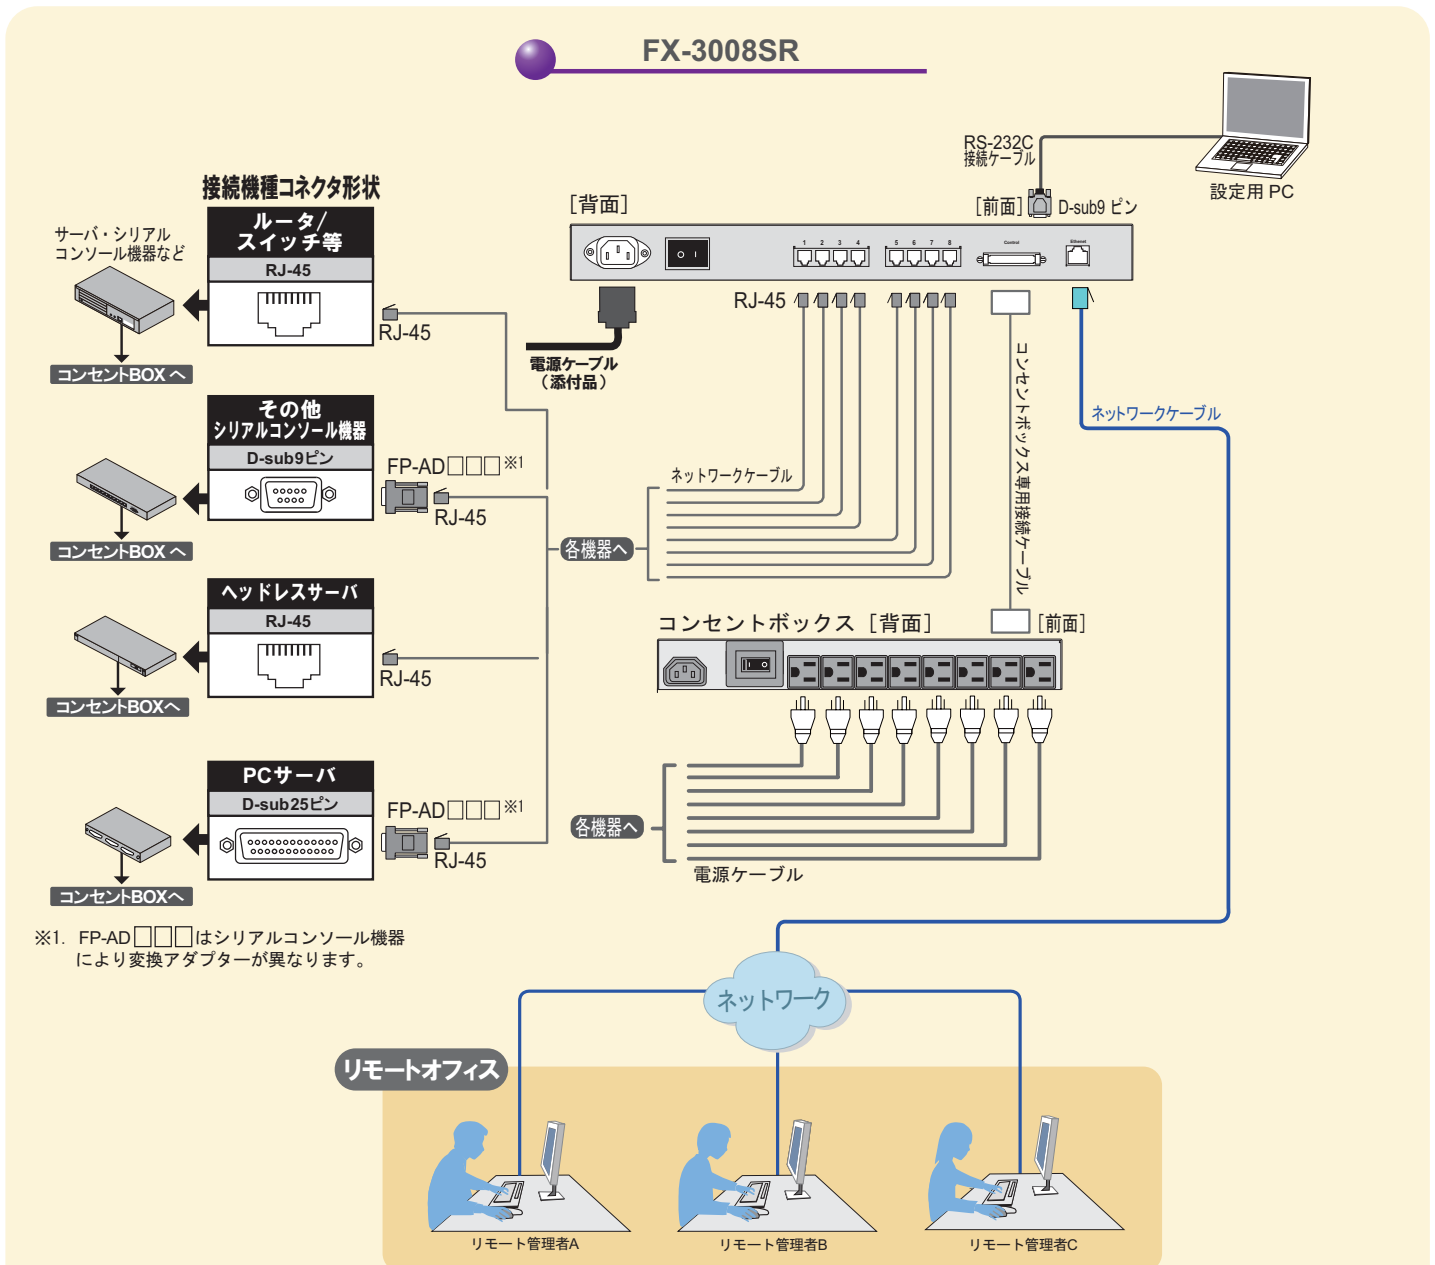 FX-3008SR
RS-232C
接続ケーブル
設定用 PC
接続機種コネクタ形状
[背面]
[前面]
D-sub9 ピン
サーバ・シリアル
コンソール機器など
ルータ/
スイッチ等
RJ-45
RJ-45
コンセントBOX へ
1 2 3 4 5 6 7 8
Control
Ethernet
RJ-45
電源ケーブル
（添付品）
コンセントボックス専用接続ケーブル
ネットワークケーブル
その他
シリアルコンソール機器
D-sub9ピン
FP-AD□□□※1
RJ-45
コンセントBOX へ
ネットワークケーブル
各機器へ
ヘッドレスサーバ
RJ-45
RJ-45
コンセントBOXへ
コンセントボックス［背面］
[前面]
PCサーバ
D-sub25ピン
FP-AD□□□※1
RJ-45
コンセントBOXへ
各機器へ
電源ケーブル
※1. FP-AD□□□はシリアルコンソール機器
により変換アダプターが異なります。
ネットワーク
リモートオフィス
リモート管理者A
リモート管理者B
リモート管理者C